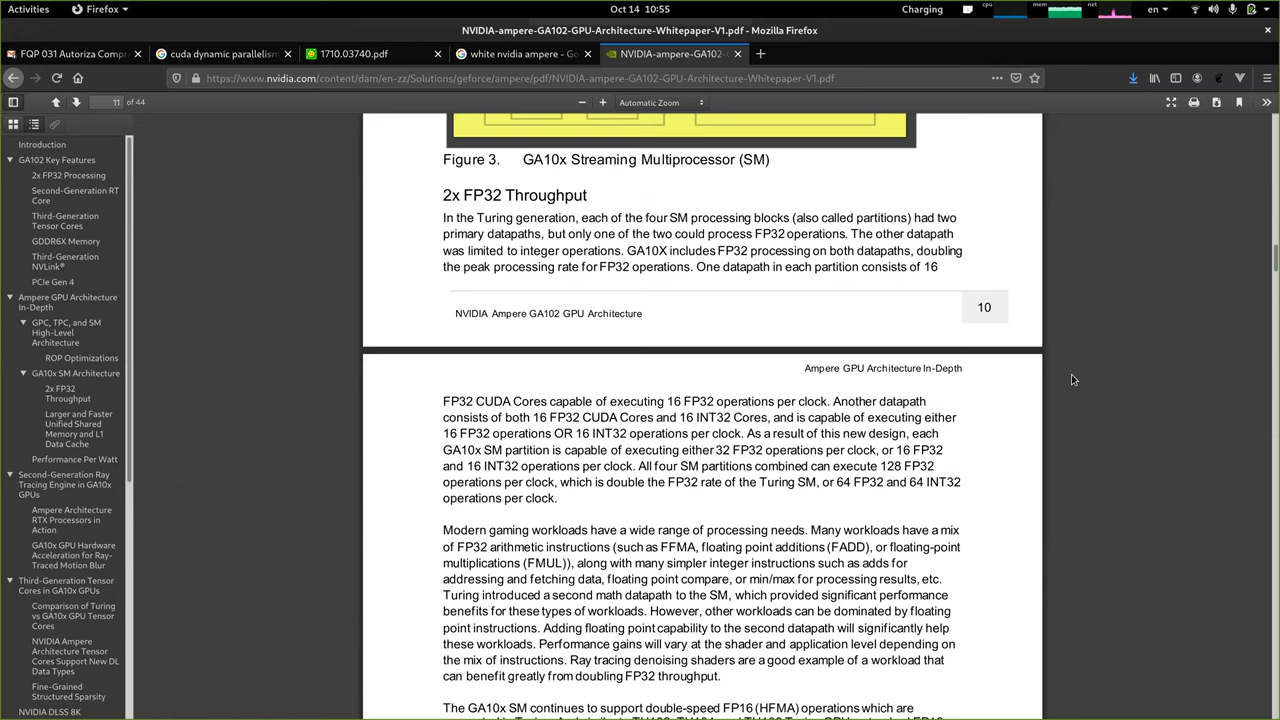 Activities
Firefox
Oct 14 10:55
Charging
cpu
mem
net
en
NVIDIA-ampere-GA102-GPU-Architecture-Whitepaper-V1.pdf - Mozilla Firefox
FQP 031 Autoriza Compr
cuda dynamic parallelism
1710.03740.pdf
white nvidia ampere - Go
NVIDIA-ampere-GA102-GP
https://www.nvidia.com/content/dam/en-zz/Solutions/geforce/ampere/pdf/NVIDIA-ampere-GA102-GPU-Architecture-Whitepaper-V1.pdf
11 of 44
Automatic Zoom
Introduction
GA102 Key Features
2x FP32 Processing
Second-Generation RT
Core
Third-Generation
Tensor Cores
GDDR6X Memory
Third-Generation
NVLink®
PCIe Gen 4
Ampere GPU Architecture
In-Depth
GPC, TPC, and SM
High-Level
Architecture
ROP Optimizations
GA10x SM Architecture
2x FP32
Throughput
Larger and Faster
Unified Shared
Memory and L1
Data Cache
Performance Per Watt
Second-Generation Ray
Tracing Engine in GA10x
GPUs
Ampere Architecture
RTX Processors in
Action
GA10x GPU Hardware
Acceleration for Ray-
Traced Motion Blur
Third-Generation Tensor
Cores in GA10x GPUs
Comparison of Turing
vs GA10x GPU Tensor
Cores
NVIDIA Ampere
Architecture Tensor
Cores Support New DL
Data Types
Fine-Grained
Structured Sparsity
NVIDIA DLSS 8K
Figure 3. GA10x Streaming Multiprocessor (SM)
2x FP32 Throughput
In the Turing generation, each of the four SM processing blocks (also called partitions) had two
primary datapaths, but only one of the two could process FP32 operations. The other datapath
was limited to integer operations. GA10X includes FP32 processing on both datapaths, doubling
the peak processing rate for FP32 operations. One datapath in each partition consists of 16
NVIDIA Ampere GA102 GPU Architecture
10
Ampere GPU Architecture In-Depth
FP32 CUDA Cores capable of executing 16 FP32 operations per clock. Another datapath
consists of both 16 FP32 CUDA Cores and 16 INT32 Cores, and is capable of executing either
16 FP32 operations OR 16 INT32 operations per clock. As a result of this new design, each
GA10x SM partition is capable of executing either 32 FP32 operations per clock, or 16 FP32
and 16 INT32 operations per clock. All four SM partitions combined can execute 128 FP32
operations per clock, which is double the FP32 rate of the Turing SM, or 64 FP32 and 64 INT32
operations per clock.
Modern gaming workloads have a wide range of processing needs. Many workloads have a mix
of FP32 arithmetic instructions (such as FFMA, floating point additions (FADD), or floating-point
multiplications (FMUL)), along with many simpler integer instructions such as adds for
addressing and fetching data, floating point compare, or min/max for processing results, etc.
Turing introduced a second math datapath to the SM, which provided significant performance
benefits for these types of workloads. However, other workloads can be dominated by floating
point instructions. Adding floating point capability to the second datapath will significantly help
these workloads. Performance gains will vary at the shader and application level depending on
the mix of instructions. Ray tracing denoising shaders are a good example of a workload that
can benefit greatly from doubling FP32 throughput.
The GA10x SM continues to support double-speed FP16 (HFMA) operations which are